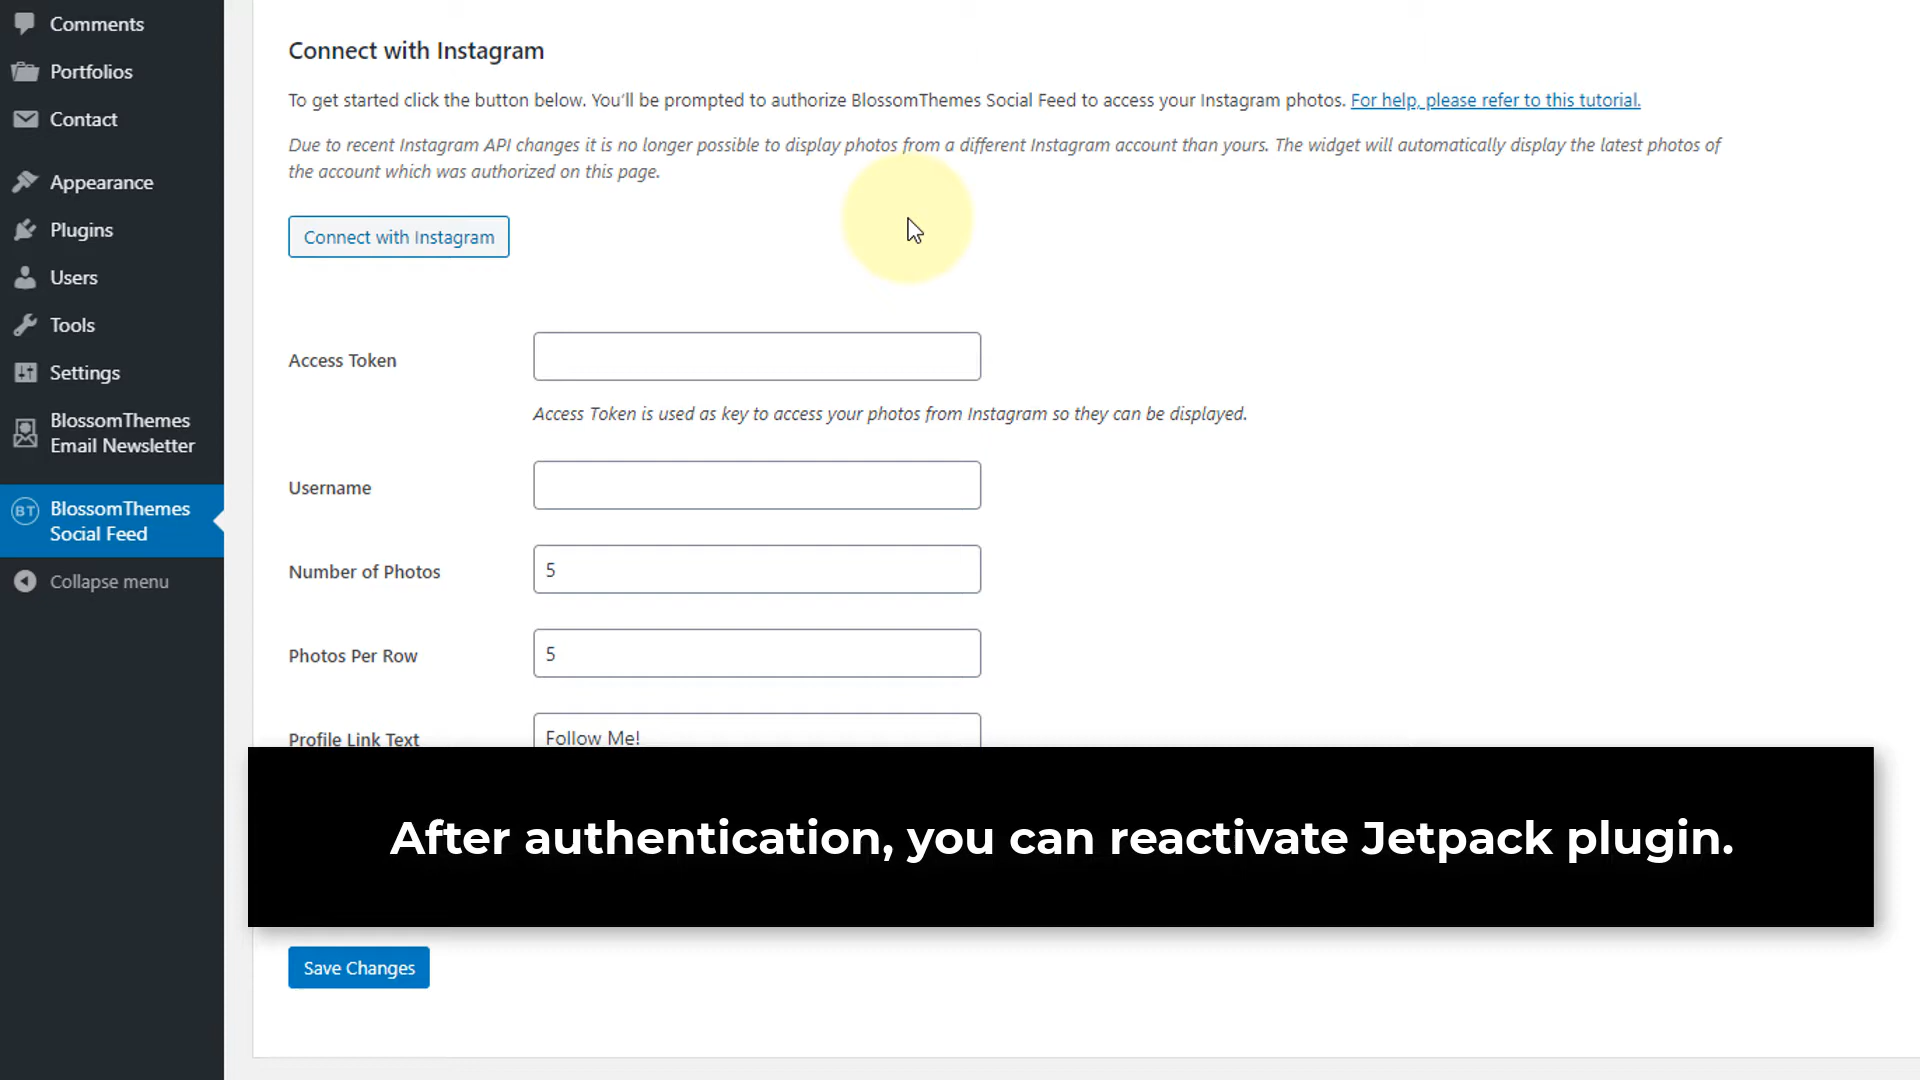 Comments
Portfolios
Contact
Appearance
Plugins
Users
Tools
Settings
BlossomThemes
Email Newsletter
BT
BlossomThemes
Social Feed
Collapse menu
Connect with Instagram
To get started click the button below. You'll be prompted to authorize BlossomThemes Social Feed to access your Instagram photos. For help, please refer to this tutorial.
Due to recent Instagram API changes it is no longer possible to display photos from a different Instagram account than yours. The widget will automatically display the latest photos of
the account which was authorized on this page.
Connect with Instagram
Access Token
Access Token is used as key to access your photos from Instagram so they can be displayed.
Username
Number of Photos 5
Photos Per Row 5
Profile Link Text Follow Me!
After authentication, you can reactivate Jetpack plugin.
Save Changes